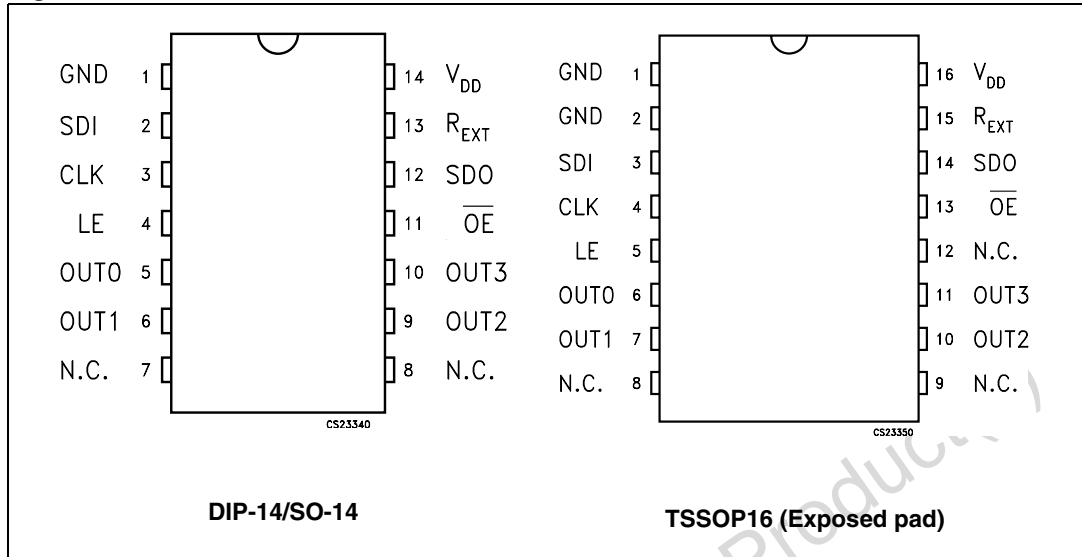 GND 1 14 VDD
SDI 2 13 REXT
CLK 3 12 SDO
LE 4 11 OE
OUT0 5 10 OUT3
OUT1 6 9 OUT2
N.C. 7 8 N.C.
CS23340
DIP-14/SO-14
GND 1 16 VDD
GND 2 15 REXT
SDI 3 14 SDO
CLK 4 13 OE
LE 5 12 N.C.
OUT0 6 11 OUT3
OUT1 7 10 OUT2
N.C. 8 9 N.C.
CS23350
TSSOP16 (Exposed pad)